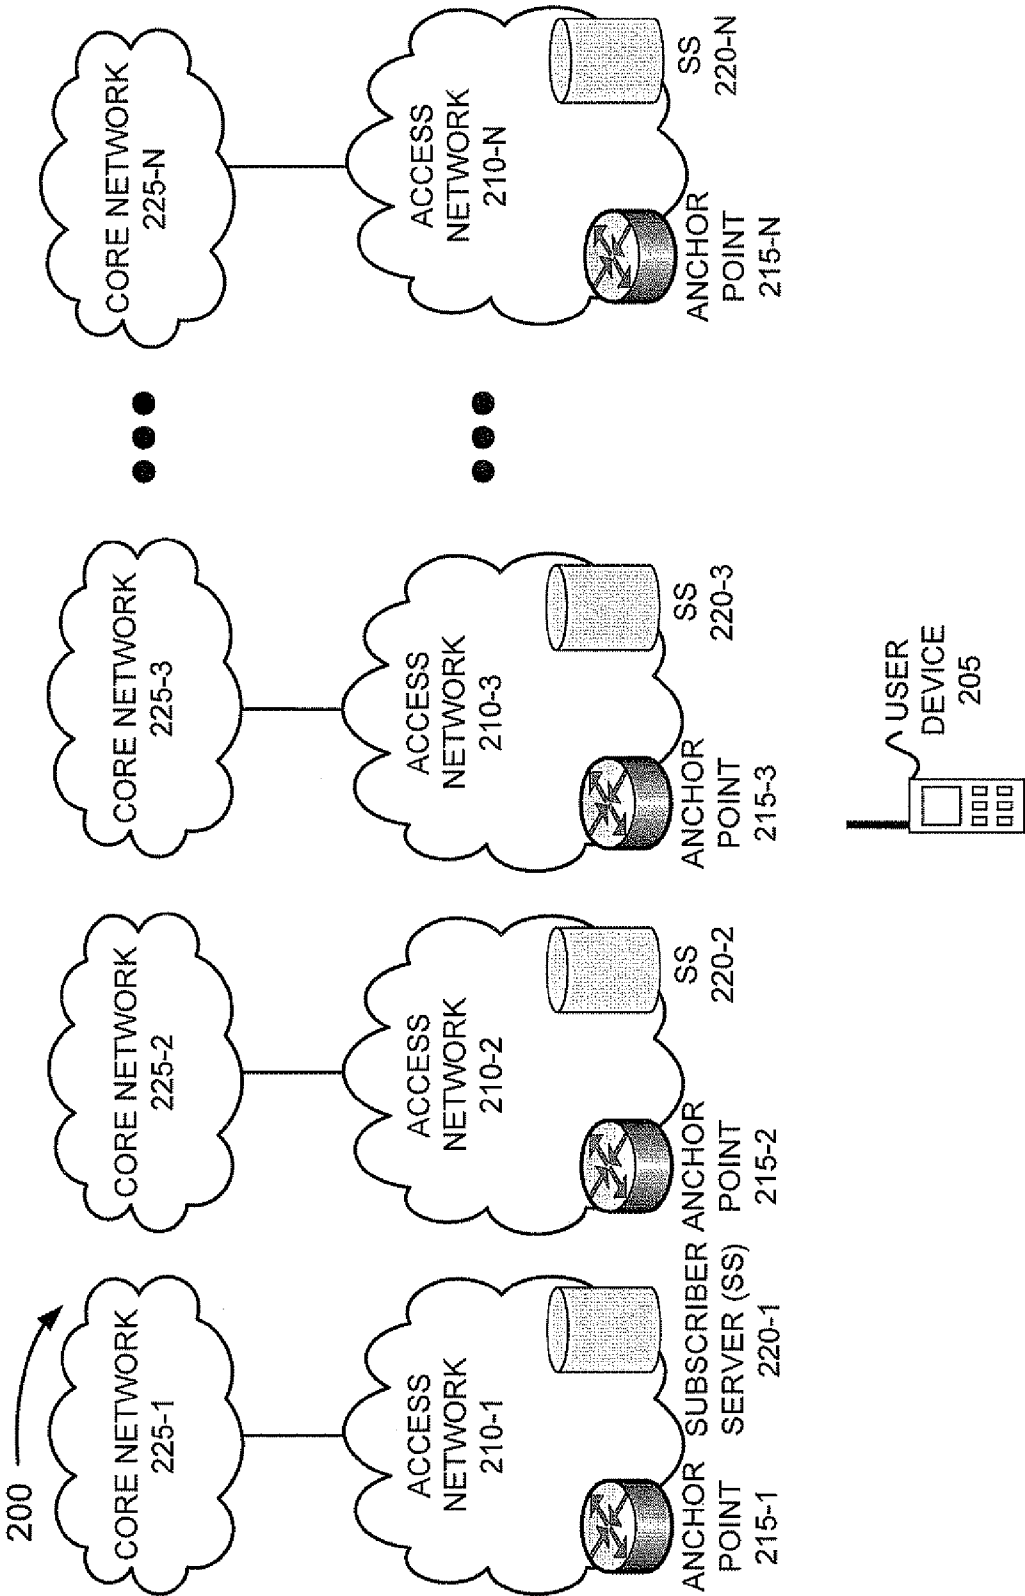 200
CORE NETWORK
225-1
CORE NETWORK
225-2
CORE NETWORK
225-3
CORE NETWORK
225-N
ACCESS
NETWORK
210-1
ACCESS
NETWORK
210-2
ACCESS
NETWORK
210-3
ACCESS
NETWORK
210-N
ANCHOR
POINT
215-1
SUBSCRIBER
SERVER (SS)
220-1
ANCHOR
POINT
215-2
SS
220-2
ANCHOR
POINT
215-3
SS
220-3
ANCHOR
POINT
215-N
SS
220-N
USER
DEVICE
205